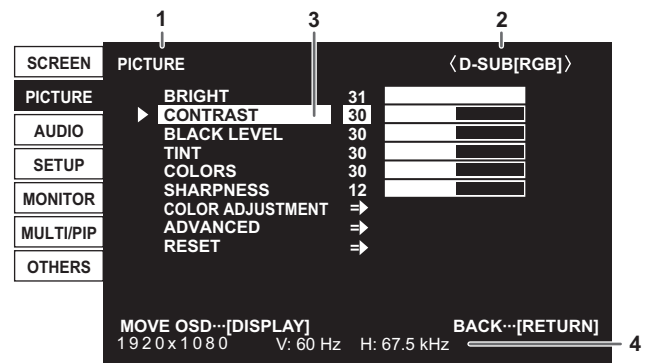 1 3 2
SCREEN
PICTURE
AUDIO
SETUP
MONITOR
MULTI/PIP
OTHERS
PICTURE 〈D-SUB[RGB]〉
BRIGHT 31
CONTRAST 30
BLACK LEVEL 30
TINT 30
COLORS 30
SHARPNESS 12
COLOR ADJUSTMENT
ADVANCED
RESET
MOVE OSD···[DISPLAY] BACK···[RETURN]
1920x1080 V: 60 Hz H: 67.5 kHz 4